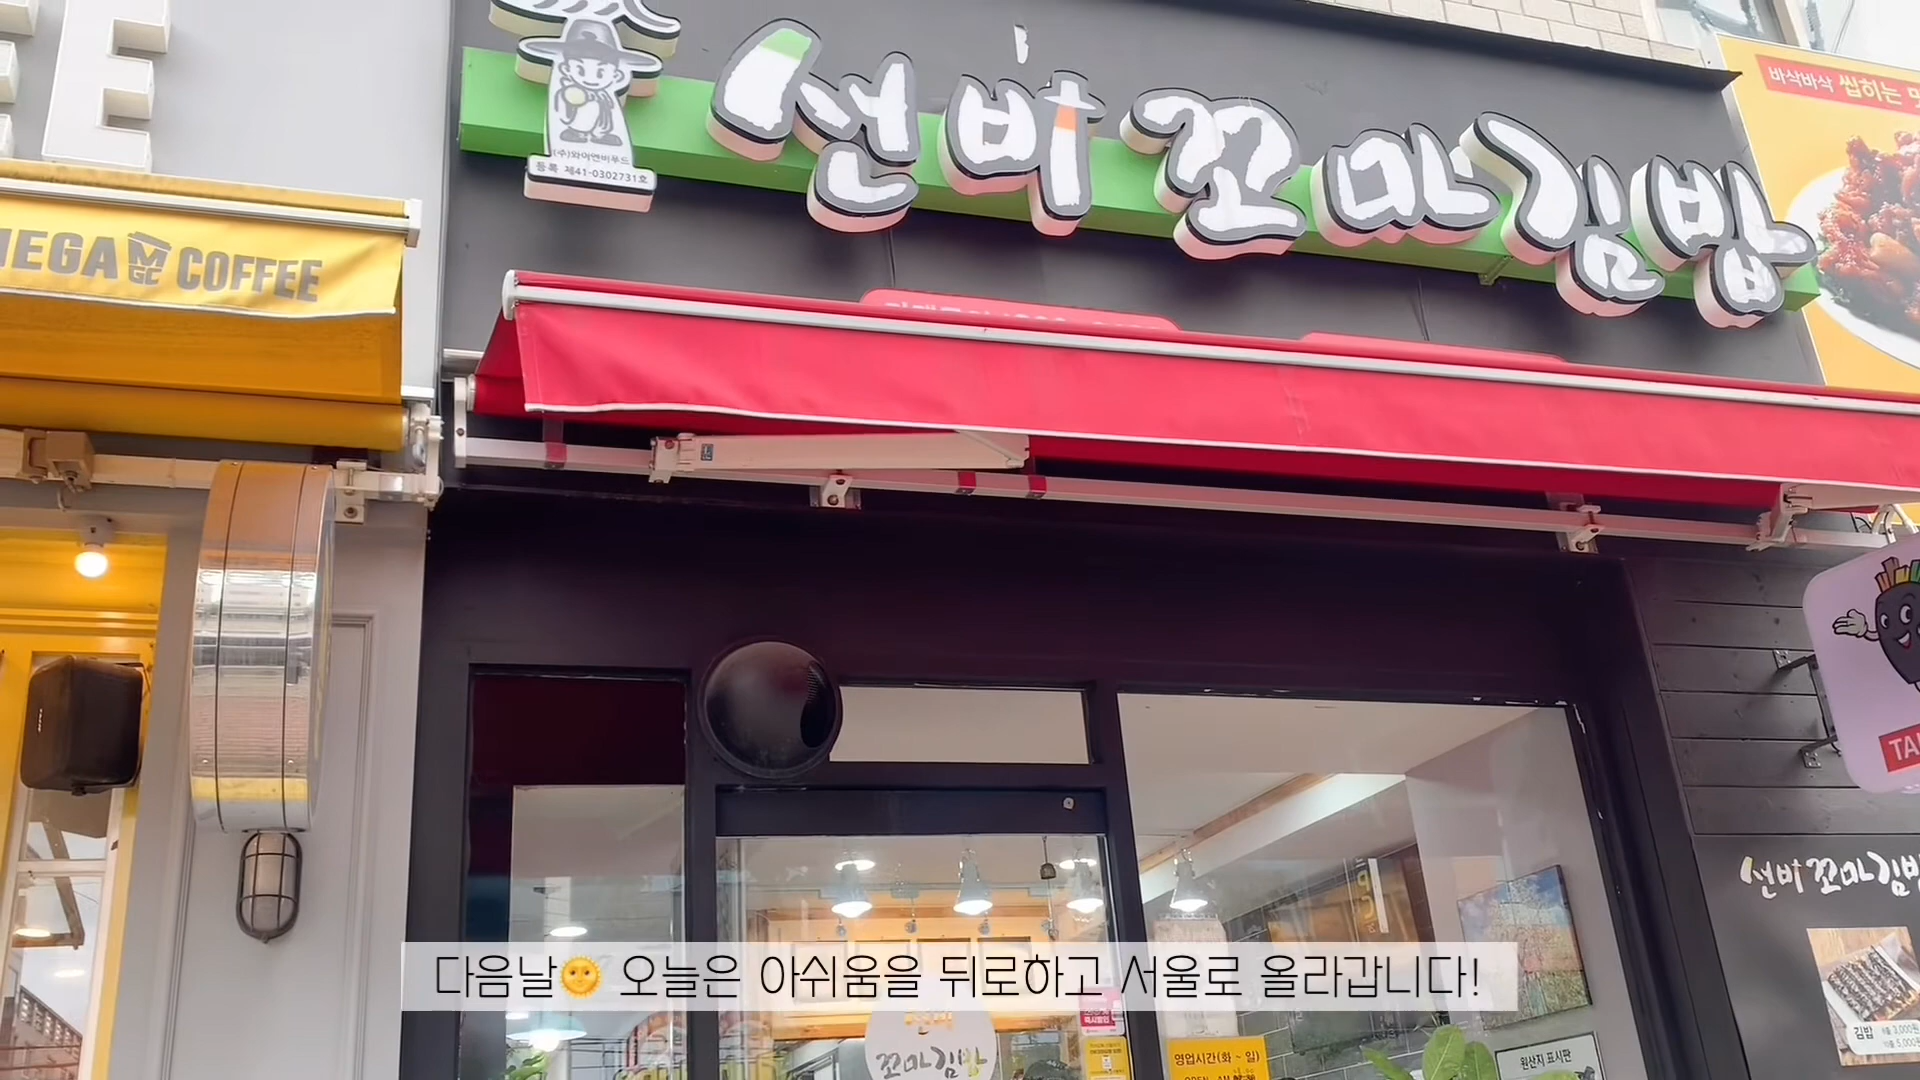 선비꼬마김밥
(주)와이앤비푸드
등록 제41-0302731호
바삭바삭 씹히는
MEGA MGC COFFEE
선비꼬마김밥
김밥
꼬마김밥
영업시간(화 ~ 일)
원산지 표시판
다음날🌞 오늘은 아쉬움을 뒤로하고 서울로 올라갑니다!